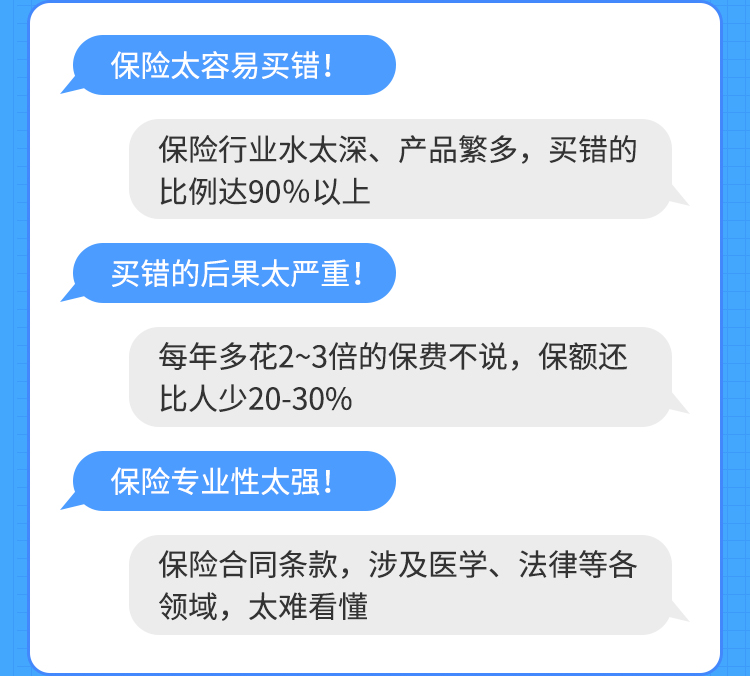 保险太容易买错!
保险行业水太深、产品繁多，买错的
比例达90%以上
买错的后果太严重!
每年多花2~3倍的保费不说，保额还
比人少20-30%
保险专业性太强!
保险合同条款，涉及医学、法律等各
领域，太难看懂